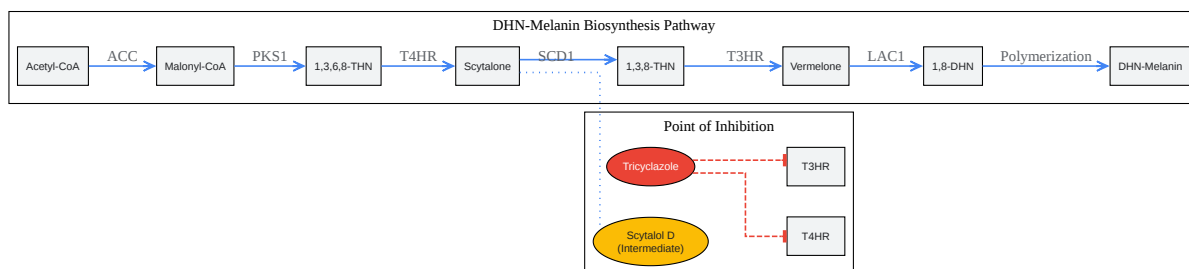 DHN-Melanin Biosynthesis Pathway
ACC
PKS1
T4HR
SCD1
T3HR
LAC1
Polymerization
Acetyl-CoA
Malonyl-CoA
1,3,6,8-THN
Scytalone
1,3,8-THN
Vermelone
1,8-DHN
DHN-Melanin
Point of Inhibition
Tricyclazole
T3HR
Scytalol D
(Intermediate)
T4HR